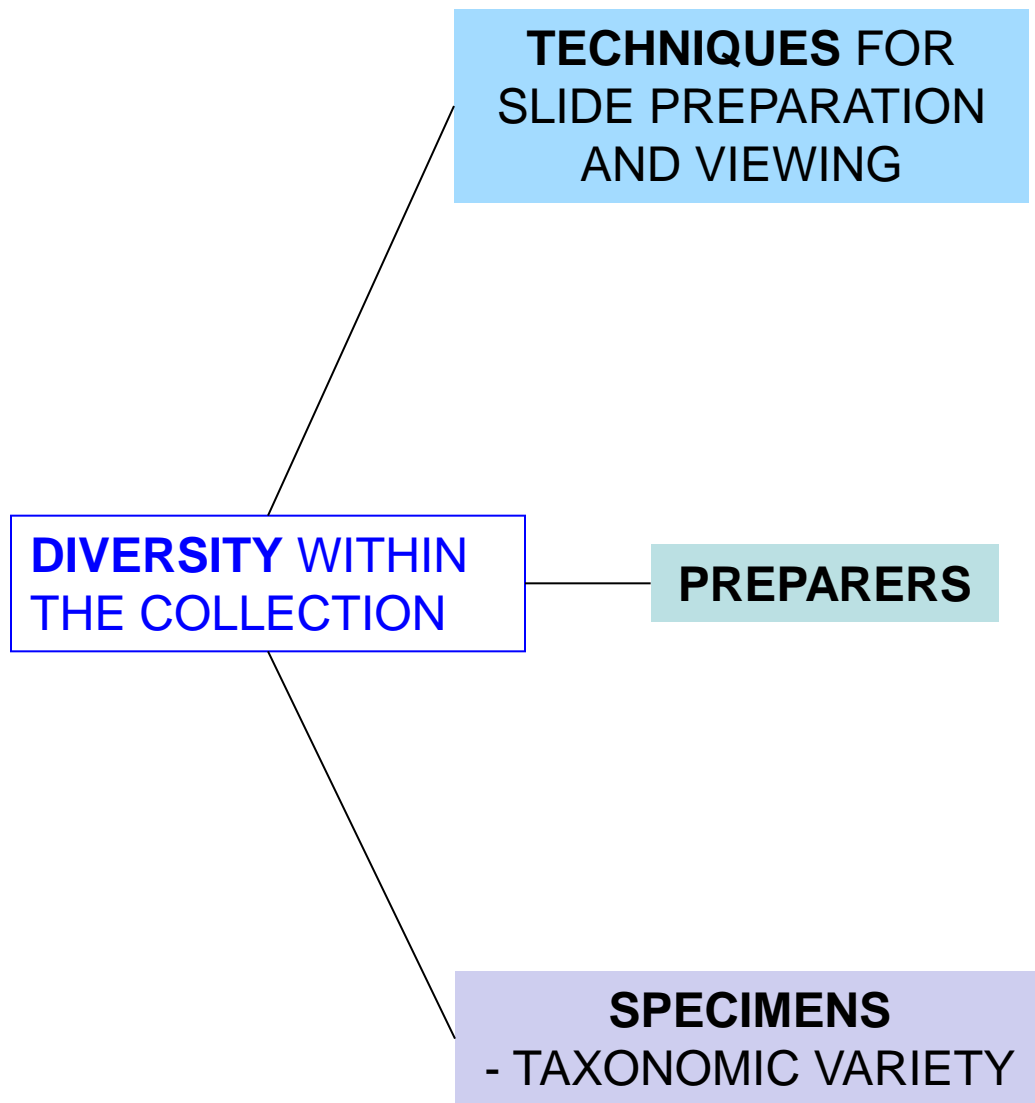 TECHNIQUES FOR
SLIDE PREPARATION
AND VIEWING
DIVERSITY WITHIN
THE COLLECTION
PREPARERS
SPECIMENS
- TAXONOMIC VARIETY